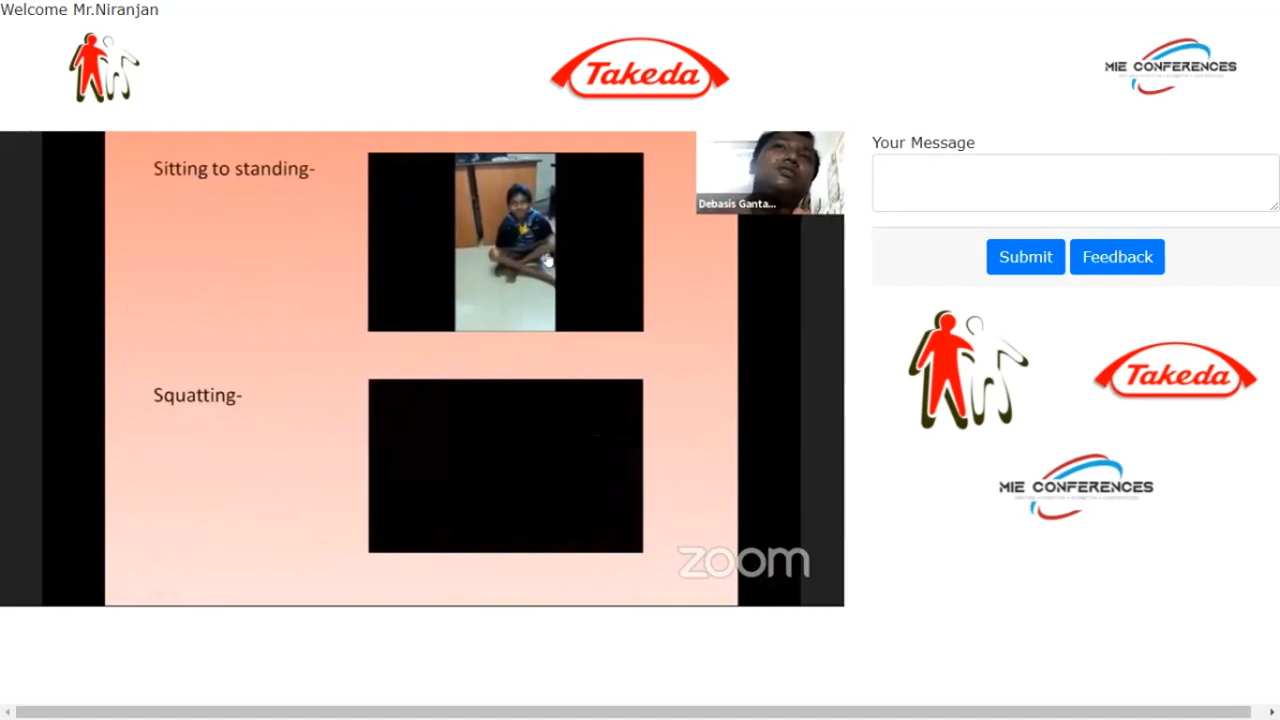 Welcome Mr.Niranjan
Takeda
MIE CONFERENCES
Sitting to standing-
Debasis Ganta...
Your Message
Submit
Feedback
Squatting-
Takeda
MIE CONFERENCES
zoom